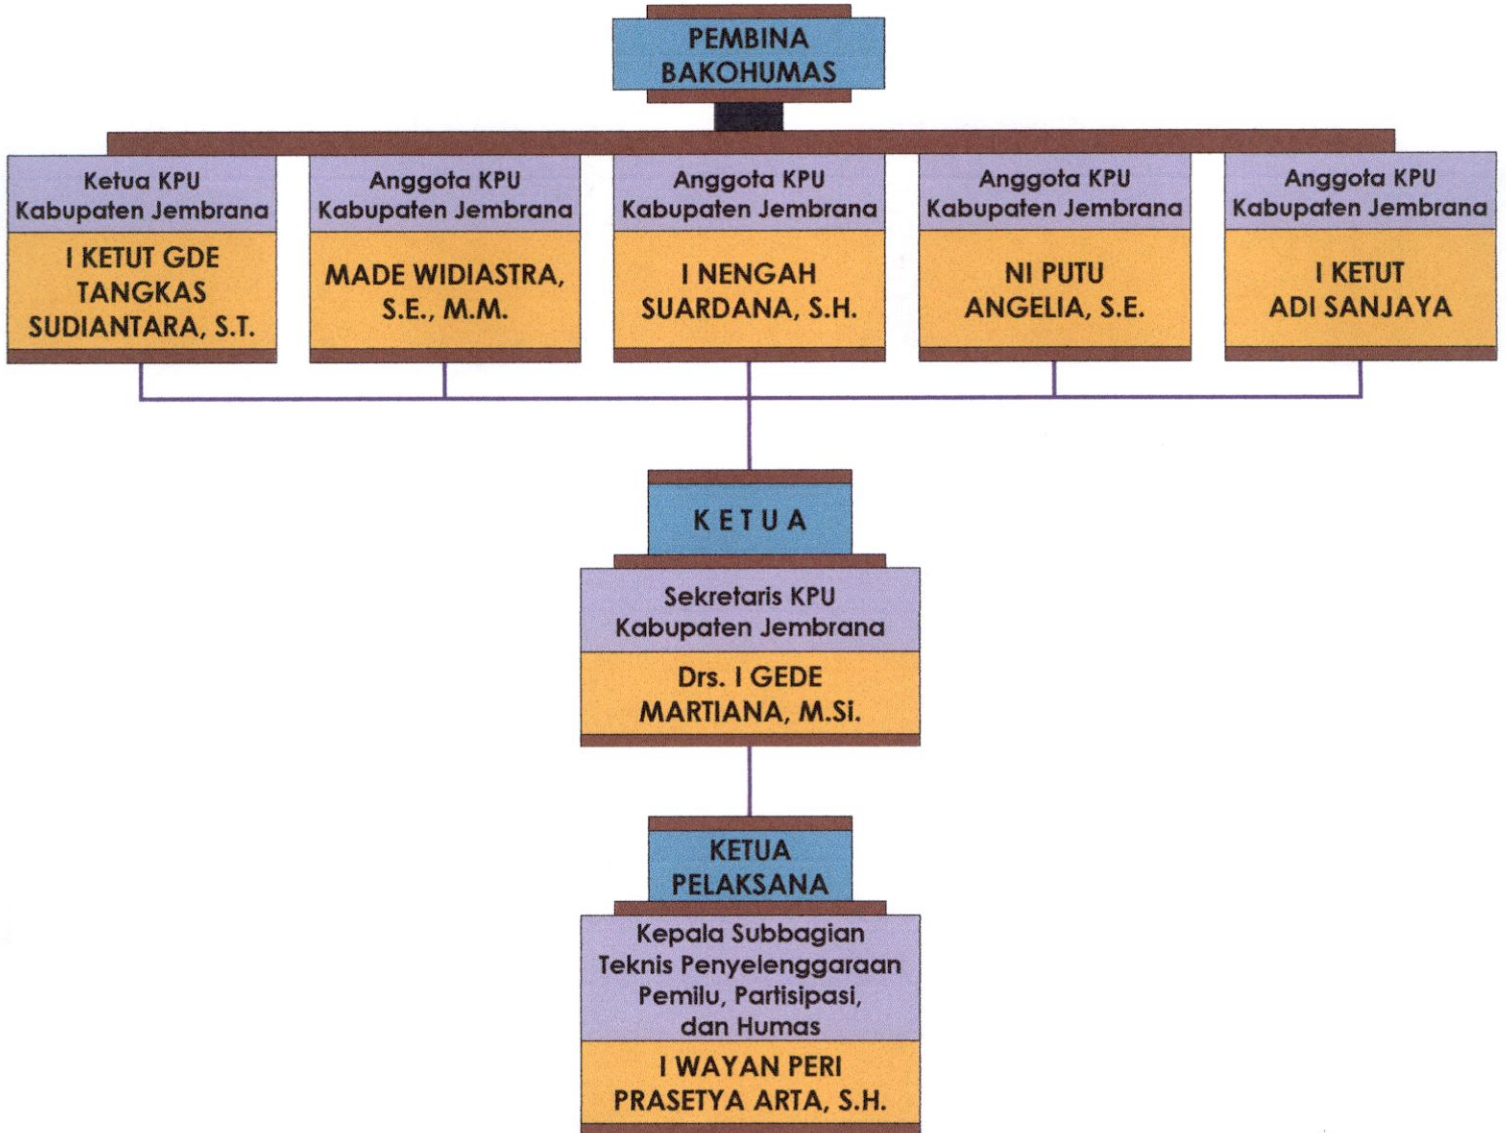 PEMBINA
BAKOHUMAS
Ketua KPU
Kabupaten Jembrana
I KETUT GDE
TANGKAS
SUDIANTARA, S.T.
Anggota KPU
Kabupaten Jembrana
MADE WIDIASTRA,
S.E., M.M.
Anggota KPU
Kabupaten Jembrana
I NENGAH
SUARDANA, S.H.
Anggota KPU
Kabupaten Jembrana
NI PUTU
ANGELIA, S.E.
Anggota KPU
Kabupaten Jembrana
I KETUT
ADI SANJAYA
K E T U A
Sekretaris KPU
Kabupaten Jembrana
Drs. I GEDE
MARTIANA, M.Si.
KETUA
PELAKSANA
Kepala Subbagian
Teknis Penyelenggaraan
Pemilu, Partisipasi,
dan Humas
I WAYAN PERI
PRASETYA ARTA, S.H.